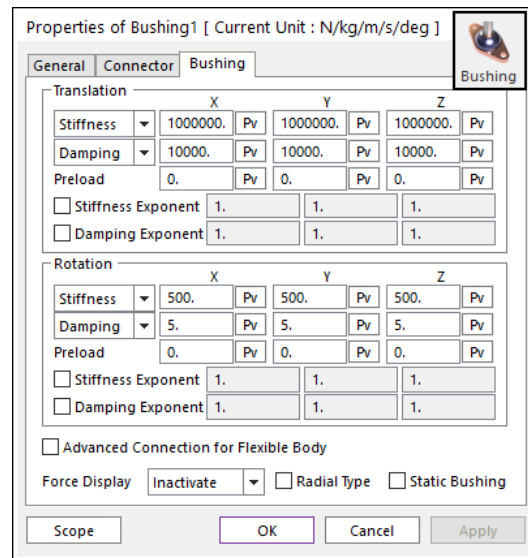 Properties of Bushing1 [ Current Unit : N/kg/m/s/deg ]
Bushing
General Connector Bushing
Translation
X Y Z
Stiffness 1000000. Pv 1000000. Pv 1000000. Pv
Damping 10000. Pv 10000. Pv 10000. Pv
Preload 0. Pv 0. Pv 0. Pv
Stiffness Exponent 1. 1. 1.
Damping Exponent 1. 1. 1.
Rotation
X Y Z
Stiffness 500. Pv 500. Pv 500. Pv
Damping 5. Pv 5. Pv 5. Pv
Preload 0. Pv 0. Pv 0. Pv
Stiffness Exponent 1. 1. 1.
Damping Exponent 1. 1. 1.
Advanced Connection for Flexible Body
Force Display Inactivate Radial Type Static Bushing
Scope OK Cancel Apply